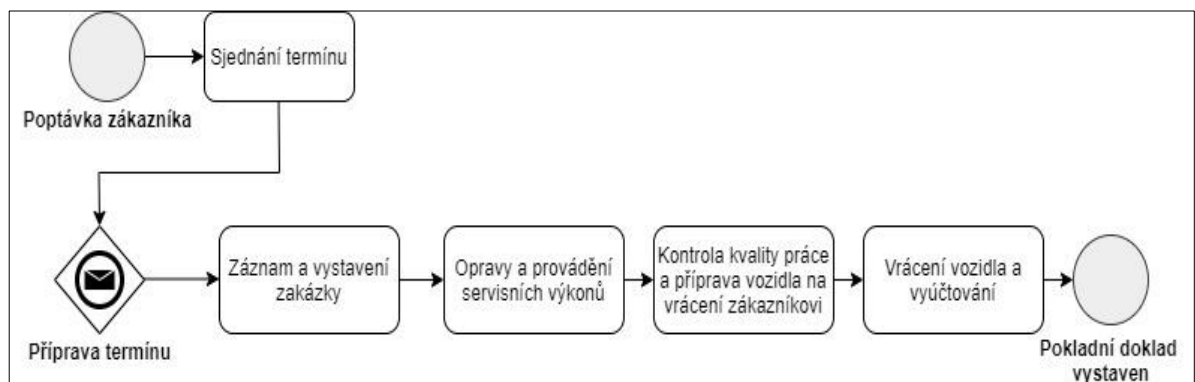 Sjednání termínu
Poptávka zákazníka
Záznam a vystavení
zakázky
Opravy a provádění
servisních výkonů
Kontrola kvality práce
a příprava vozidla na
vrácení zákazníkovi
Vrácení vozidla a
vyúčtování
Příprava termínu
Pokladní doklad
vystaven